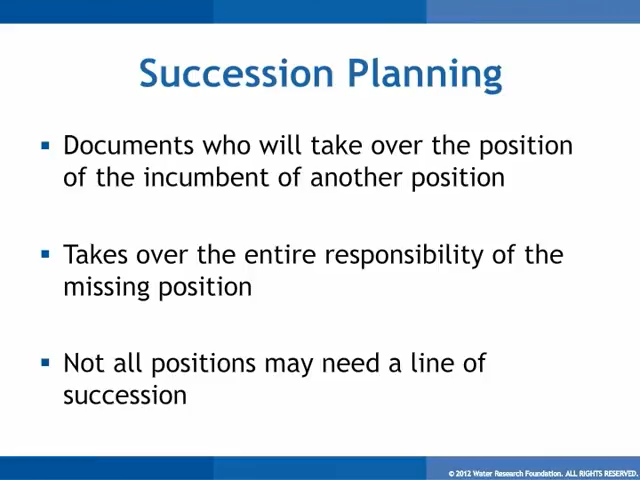 Succession Planning
▪ Documents who will take over the position
of the incumbent of another position
▪ Takes over the entire responsibility of the
missing position
▪ Not all positions may need a line of
succession
© 2012 Water Research Foundation. ALL RIGHTS RESERVED.